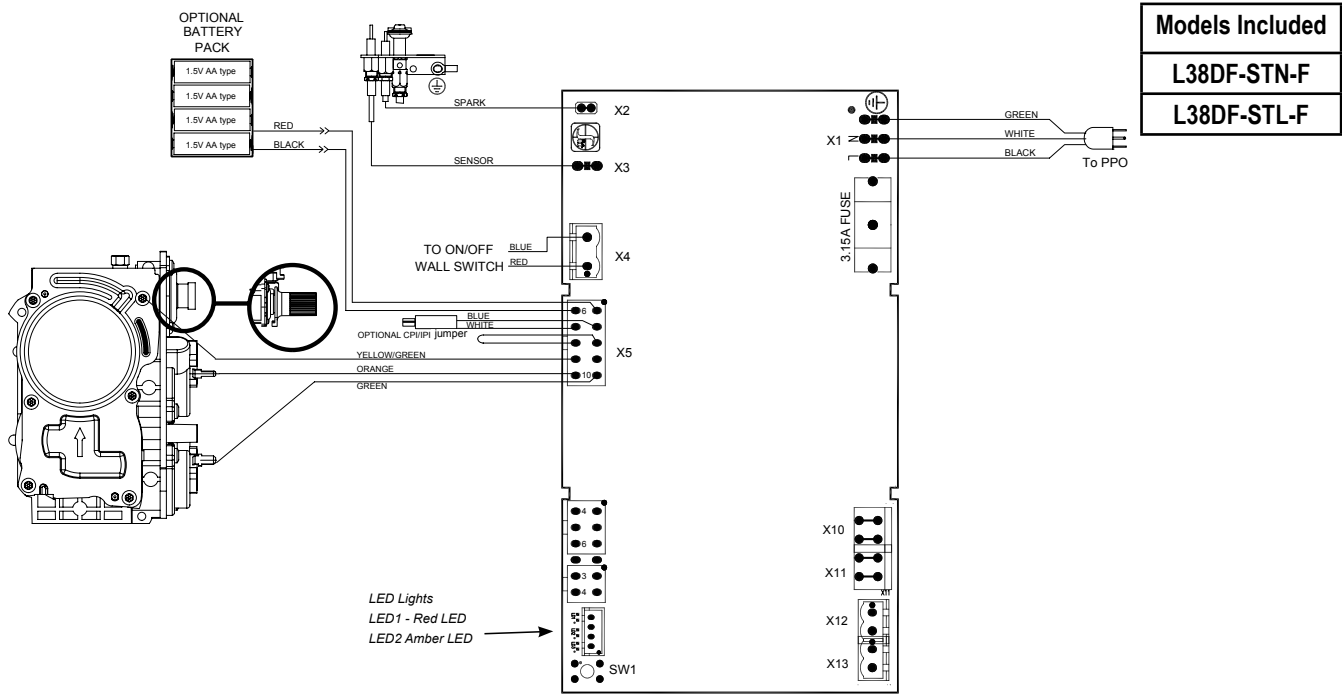 OPTIONAL
BATTERY
PACK
1.5V AA type
1.5V AA type
1.5V AA type
1.5V AA type
RED
BLACK
SPARK
SENSOR
X2
X3
TO ON/OFF
WALL SWITCH
BLUE
RED
X4
6
BLUE
WHITE
OPTIONAL CPI/IPI jumper
YELLOW/GREEN
ORANGE
GREEN
10
X5
4
6
3
4
LED Lights
LED1 - Red LED
LED2 Amber LED
SW1
GREEN
WHITE
BLACK
X1
N
L
To PPO
3.15A FUSE
X10
X11
X11
X12
X13
Models Included
L38DF-STN-F
L38DF-STL-F